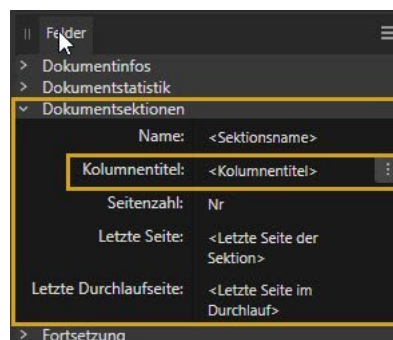 Felder
> Dokumentinfos
> Dokumentstatistik
Dokumentsektionen
Name: <Sektionsname>
Kolumnentitel: <Kolumnentitel>
Seitenzahl: Nr
Letzte Seite: <Letzte Seite der
Sektion>
Letzte Durchlaufseite: <Letzte Seite im
Durchlauf>
> Fortsetzung